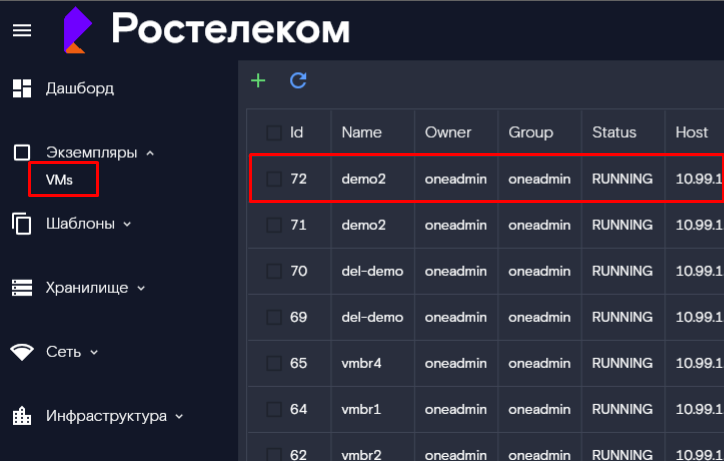 Ростелеком
Дашборд
Экземпляры
VMs
Шаблоны
Хранилище
Сеть
Инфраструктура
Id Name Owner Group Status Host
72 demo2 oneadmin oneadmin RUNNING 10.99.1
71 demo2 oneadmin oneadmin RUNNING 10.99.1
70 del-demo oneadmin oneadmin RUNNING 10.99.1
69 del-demo oneadmin oneadmin RUNNING 10.99.1
65 vmbr4 oneadmin oneadmin RUNNING 10.99.1
64 vmbr1 oneadmin oneadmin RUNNING 10.99.1
62 vmbr2 oneadmin oneadmin RUNNING 10.99.1